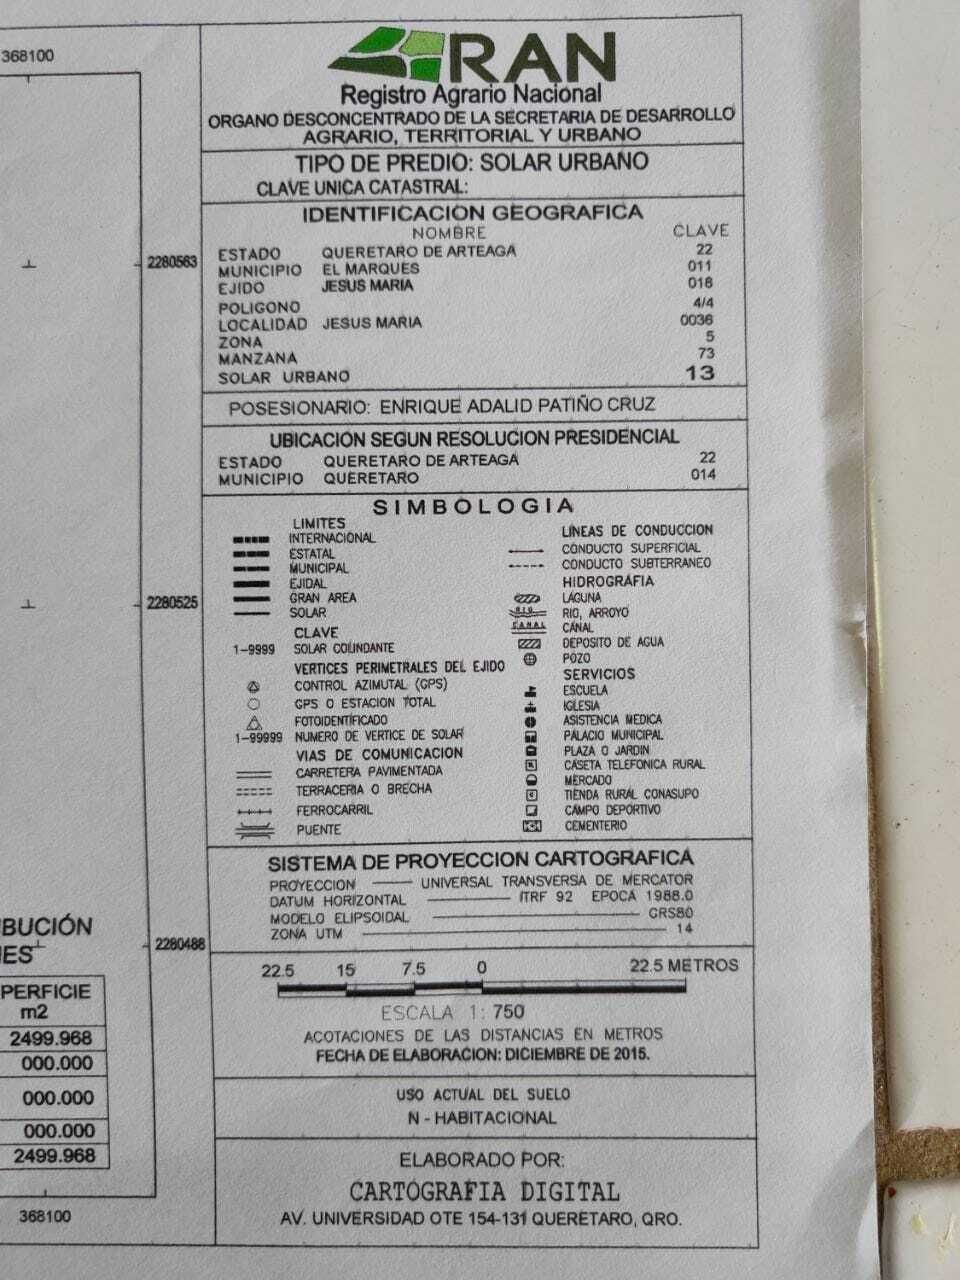 368100
RAN
Registro Agrario Nacional
ORGANO DESCONCENTRADO DE LA SECRETARIA DE DESARROLLO
AGRARIO, TERRITORIAL Y URBANO
TIPO DE PREDIO: SOLAR URBANO
CLAVE UNICA CATASTRAL:
IDENTIFICACION GEOGRAFICA
NOMBRE CLAVE
ESTADO QUERETARO DE ARTEAGA 22
MUNICIPIO EL MARQUES 011
EJIDO JESUS MARIA 018
POLIGONO 4/4
LOCALIDAD JESUS MARIA 0036
ZONA 5
MANZANA 73
SOLAR URBANO 13
POSESIONARIO: ENRIQUE ADALID PATIÑO CRUZ
UBICACION SEGUN RESOLUCION PRESIDENCIAL
ESTADO QUERETARO DE ARTEAGA 22
MUNICIPIO QUERETARO 014
SIMBOLOGIA
LIMITES
INTERNACIONAL
ESTATAL
MUNICIPAL
EJIDAL
GRAN AREA
SOLAR
CLAVE
1-9999 SOLAR COLINDANTE
VERTICES PERIMETRALES DEL EJIDO
CONTROL AZIMUTAL (GPS)
GPS O ESTACION TOTAL
FOTOIDENTIFICADO
1-99999 NUMERO DE VERTICE DE SOLAR
VIAS DE COMUNICACION
CARRETERA PAVIMENTADA
TERRACERIA O BRECHA
FERROCARRIL
PUENTE
LINEAS DE CONDUCCION
CONDUCTO SUPERFICIAL
CONDUCTO SUBTERRANEO
HIDROGRAFIA
LAGUNA
RIO RIO, ARROYO
CANAL CANAL
DEPOSITO DE AGUA
POZO
SERVICIOS
ESCUELA
IGLESIA
ASISTENCIA MEDICA
PALACIO MUNICIPAL
PLAZA O JARDIN
CASETA TELEFONICA RURAL
MERCADO
TIENDA RURAL CONASUPO
CAMPO DEPORTIVO
CEMENTERIO
SISTEMA DE PROYECCION CARTOGRAFICA
PROYECCION UNIVERSAL TRANSVERSA DE MERCATOR
DATUM HORIZONTAL ITRF 92 EPOCA 1988.0
MODELO ELIPSOIDAL GRS80
ZONA UTM 14
22.5 15 7.5 0 22.5 METROS
ESCALA 1: 750
ACOTACIONES DE LAS DISTANCIAS EN METROS
FECHA DE ELABORACION: DICIEMBRE DE 2015.
USO ACTUAL DEL SUELO
N - HABITACIONAL
ELABORADO POR:
CARTOGRAFIA DIGITAL
AV. UNIVERSIDAD OTE 154-131 QUERETARO, QRO.
2280563
2280525
2280488
BUCIÓN
ES
PERFICIE
m2
2499.968
000.000
000.000
000.000
2499.968
368100